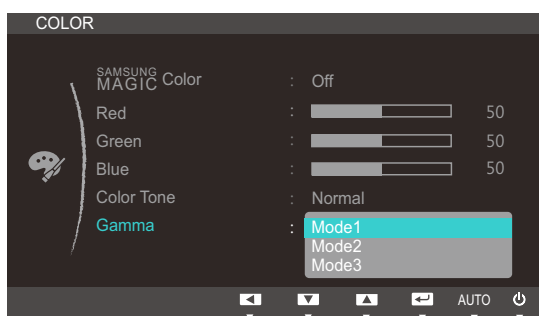 COLOR
SAMSUNG MAGIC Color : Off
Red : 50
Green : 50
Blue : 50
Color Tone : Normal
Gamma : Mode1
Mode2
Mode3
AUTO